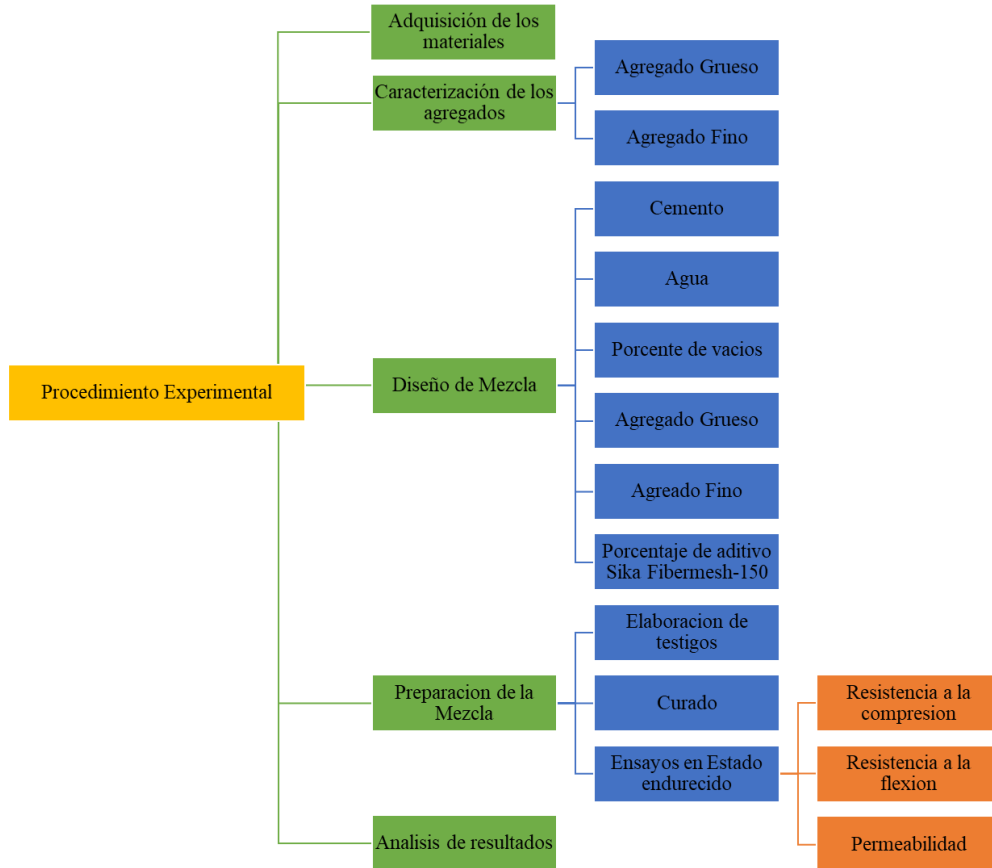 Adquisición de los
materiales
Caracterización de los
agregados
Agregado Grueso
Agregado Fino
Procedimiento Experimental
Diseño de Mezcla
Cemento
Agua
Porcente de vacios
Agregado Grueso
Agreado Fino
Porcentaje de aditivo
Sika Fibermesh-150
Preparacion de la
Mezcla
Elaboracion de
testigos
Curado
Ensayos en Estado
endurecido
Resistencia a la
compresion
Resistencia a la
flexion
Permeabilidad
Analisis de resultados